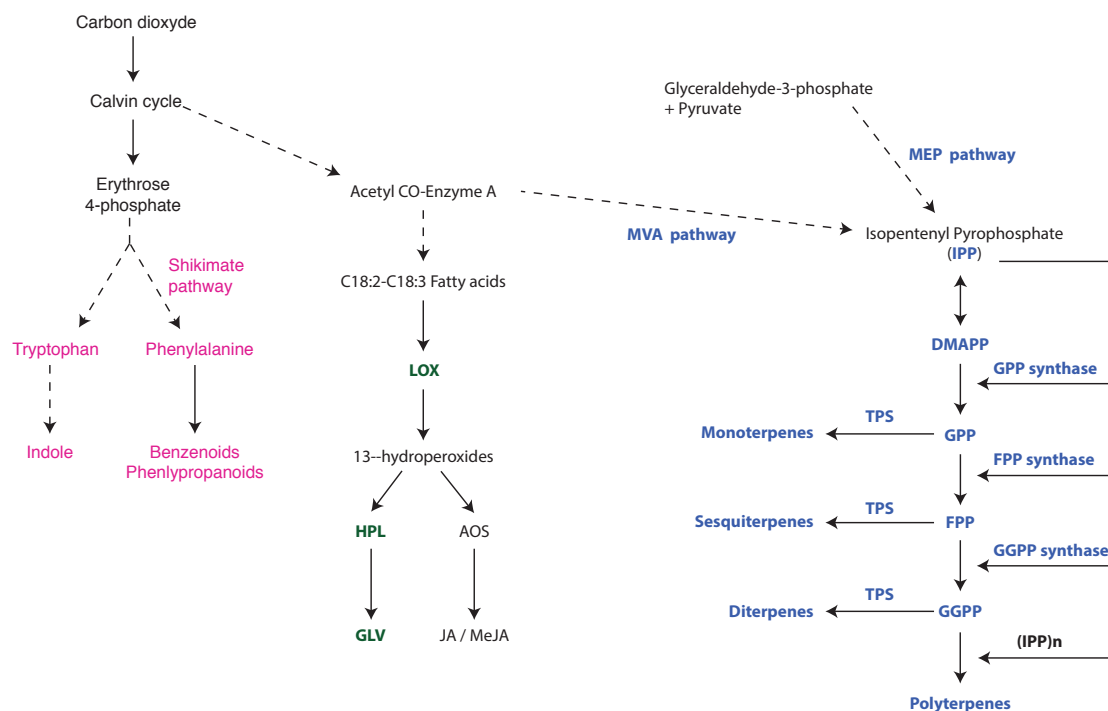 Carbon dioxyde
Calvin cycle
Erythrose
4-phosphate
Shikimate
pathway
Tryptophan
Phenylalanine
Indole
Benzenoids
Phenlypropanoids
Acetyl CO-Enzyme A
C18:2-C18:3 Fatty acids
LOX
13--hydroperoxides
HPL
AOS
GLV
JA / MeJA
Glyceraldehyde-3-phosphate
+ Pyruvate
MEP pathway
MVA pathway
Isopentenyl Pyrophosphate
(IPP)
DMAPP
GPP synthase
Monoterpenes
TPS
GPP
FPP synthase
Sesquiterpenes
TPS
FPP
GGPP synthase
Diterpenes
TPS
GGPP
(IPP)n
Polyterpenes